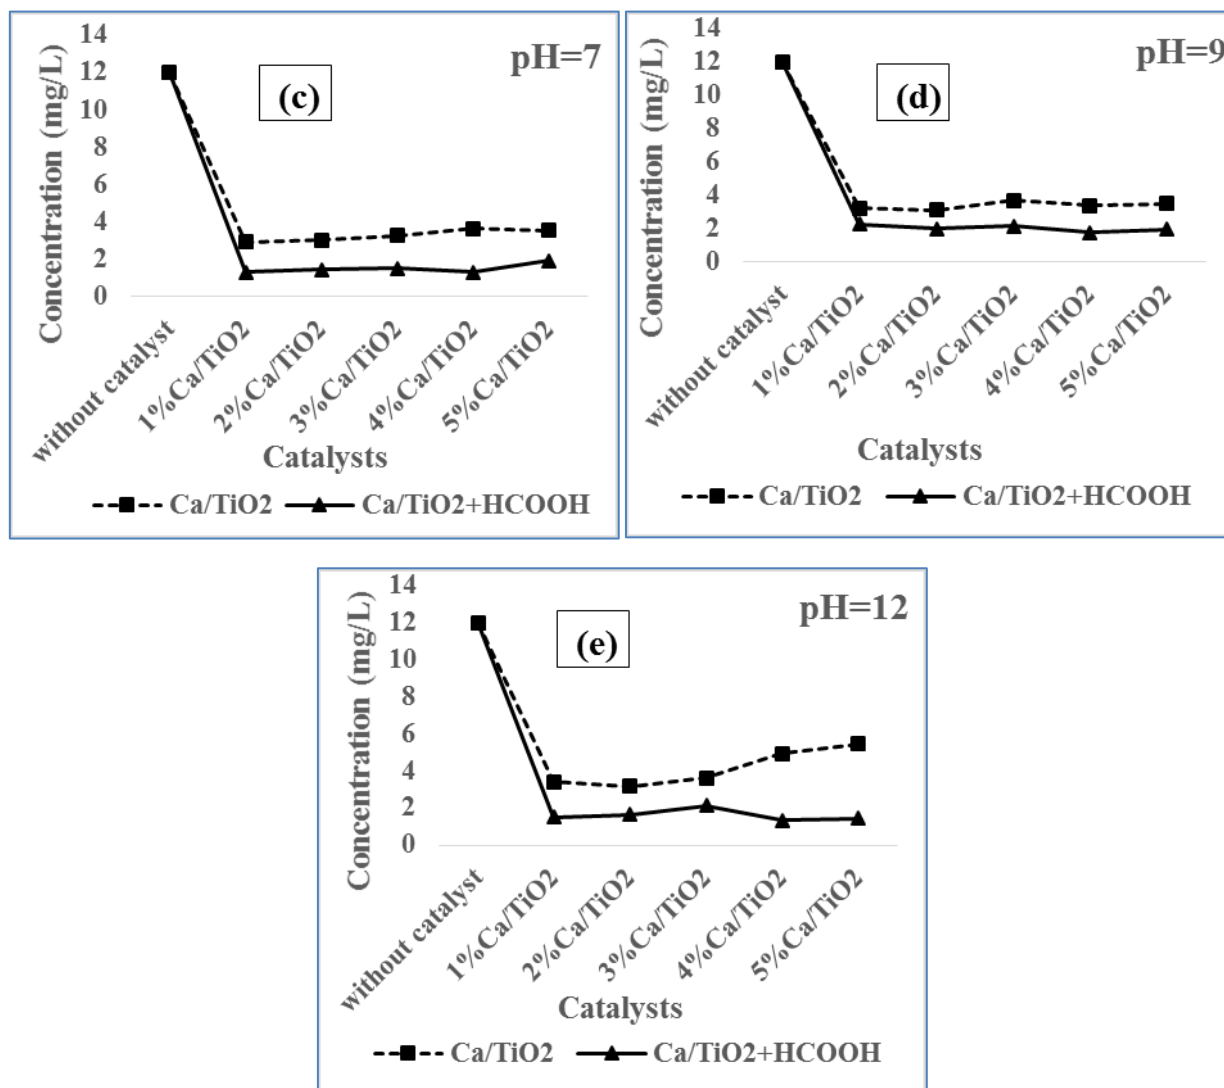 pH=7
(c)
Concentration (mg/L)
14
12
10
8
6
4
2
0
without catalyst
1%Ca/TiO2
2%Ca/TiO2
3%Ca/TiO2
4%Ca/TiO2
5%Ca/TiO2
Catalysts
Ca/TiO2 Ca/TiO2+HCOOH
pH=9
(d)
Concentration (mg/L)
14
12
10
8
6
4
2
0
without catalyst
1%Ca/TiO2
2%Ca/TiO2
3%Ca/TiO2
4%Ca/TiO2
5%Ca/TiO2
Catalysts
Ca/TiO2 Ca/TiO2+HCOOH
pH=12
(e)
Concentration (mg/L)
14
12
10
8
6
4
2
0
without catalyst
1%Ca/TiO2
2%Ca/TiO2
3%Ca/TiO2
4%Ca/TiO2
5%Ca/TiO2
Catalysts
Ca/TiO2 Ca/TiO2+HCOOH